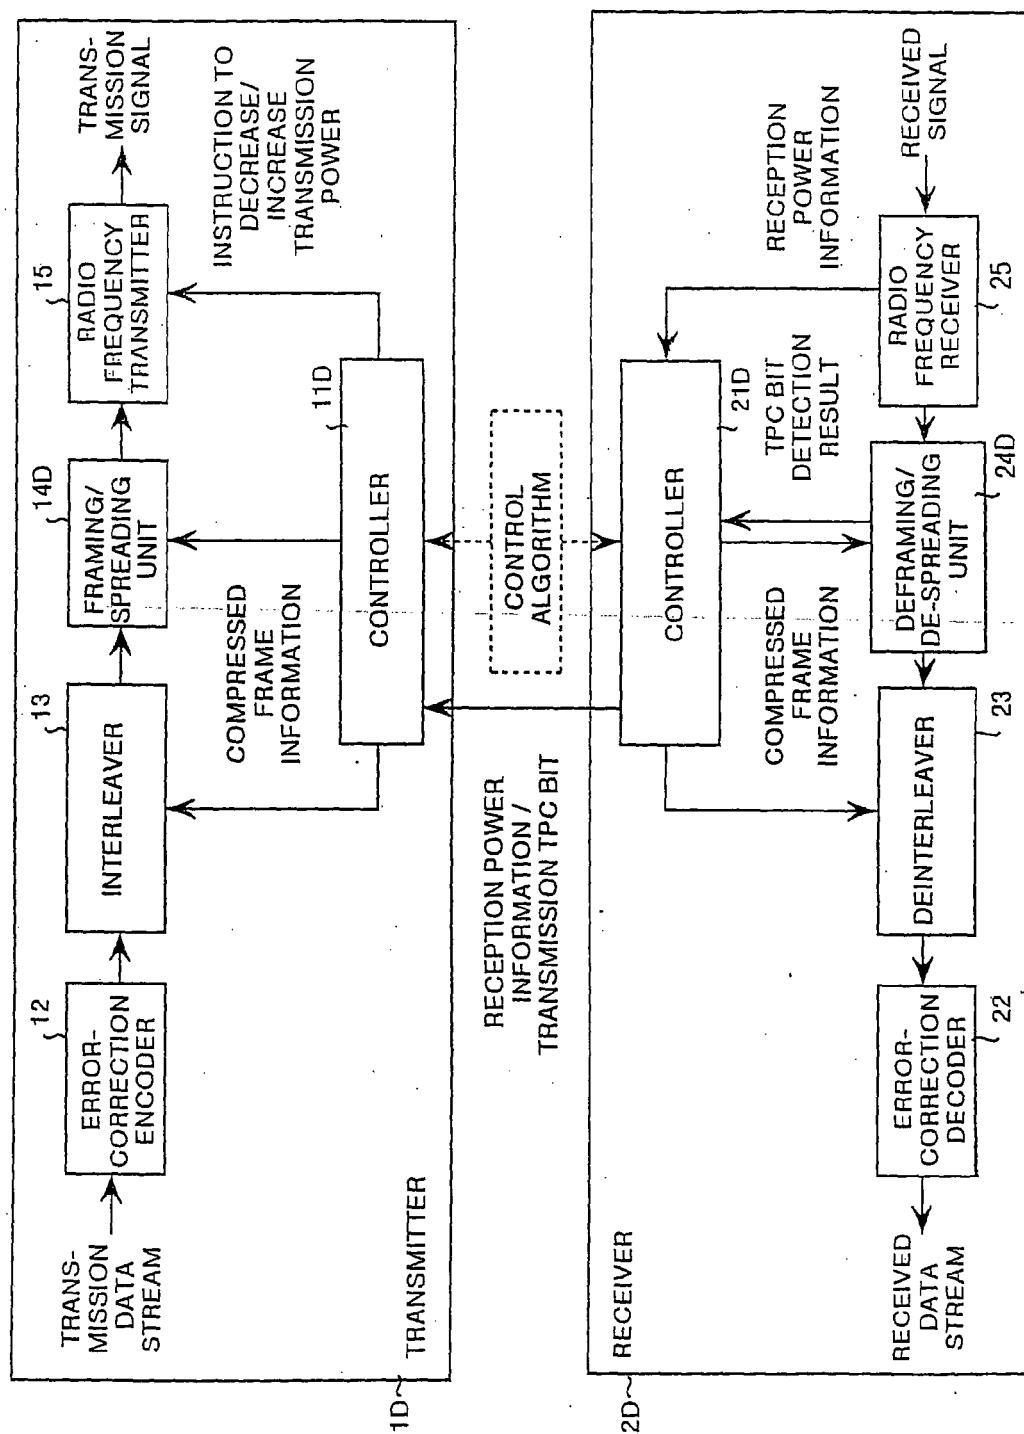 TRANS-
MISSION
DATA
STREAM
12
ERROR-
CORRECTION
ENCODER
13
INTERLEAVER
14D
FRAMING/
SPREADING
UNIT
15
RADIO
FREQUENCY
TRANSMITTER
TRANS-
MISSION
SIGNAL
COMPRESSED
FRAME
INFORMATION
INSTRUCTION TO
DECREASE/
INCREASE
TRANSMISSION
POWER
11D
CONTROLLER
TRANSMITTER
1D
RECEPTION POWER
INFORMATION /
TRANSMISSION TPC BIT
CONTROL
ALGORITHM
2D
RECEIVER
CONTROLLER
21D
COMPRESSED
FRAME
INFORMATION
TPC BIT
DETECTION
RESULT
RECEPTION
POWER
INFORMATION
RECEIVED
DATA
STREAM
ERROR-
CORRECTION
DECODER
22
DEINTERLEAVER
23
DEFRAMING/
DE-SPREADING
UNIT
24D
RADIO
FREQUENCY
RECEIVER
25
RECEIVED
SIGNAL